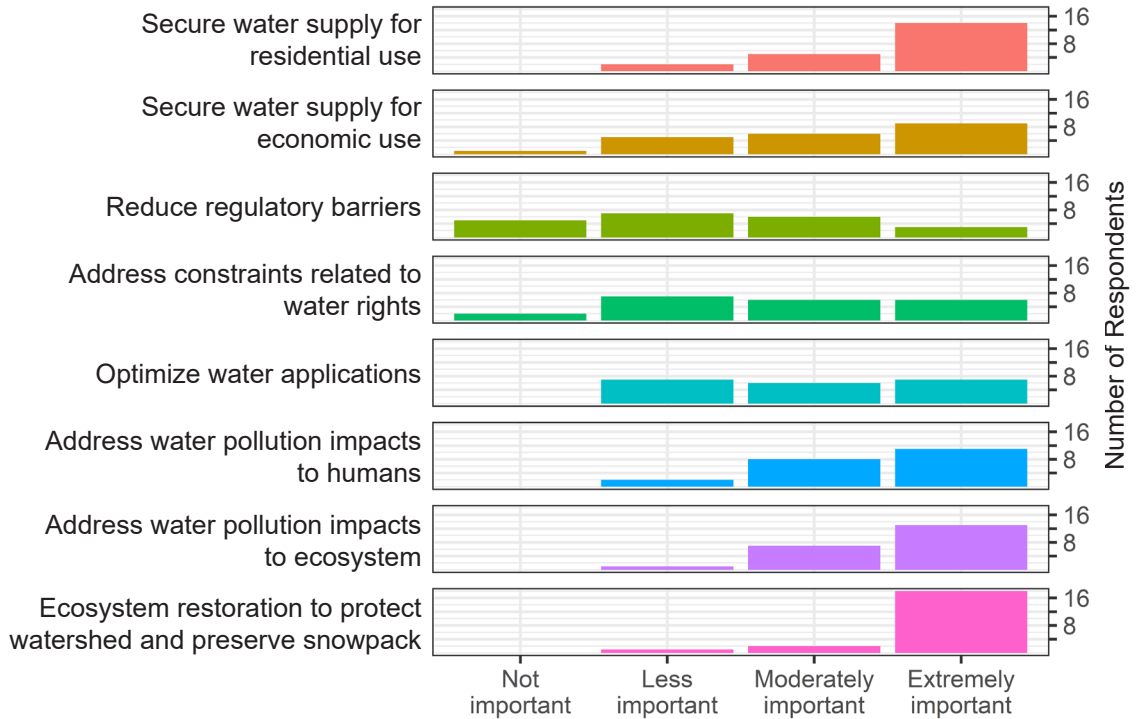 Secure water supply for
residential use
16
8
Secure water supply for
economic use
16
8
Reduce regulatory barriers
16
8
Address constraints related to
water rights
16
8
Optimize water applications
16
8
Address water pollution impacts
to humans
16
8
Address water pollution impacts
to ecosystem
16
8
Ecosystem restoration to protect
watershed and preserve snowpack
16
8
Number of Respondents
Not
important
Less
important
Moderately
important
Extremely
important